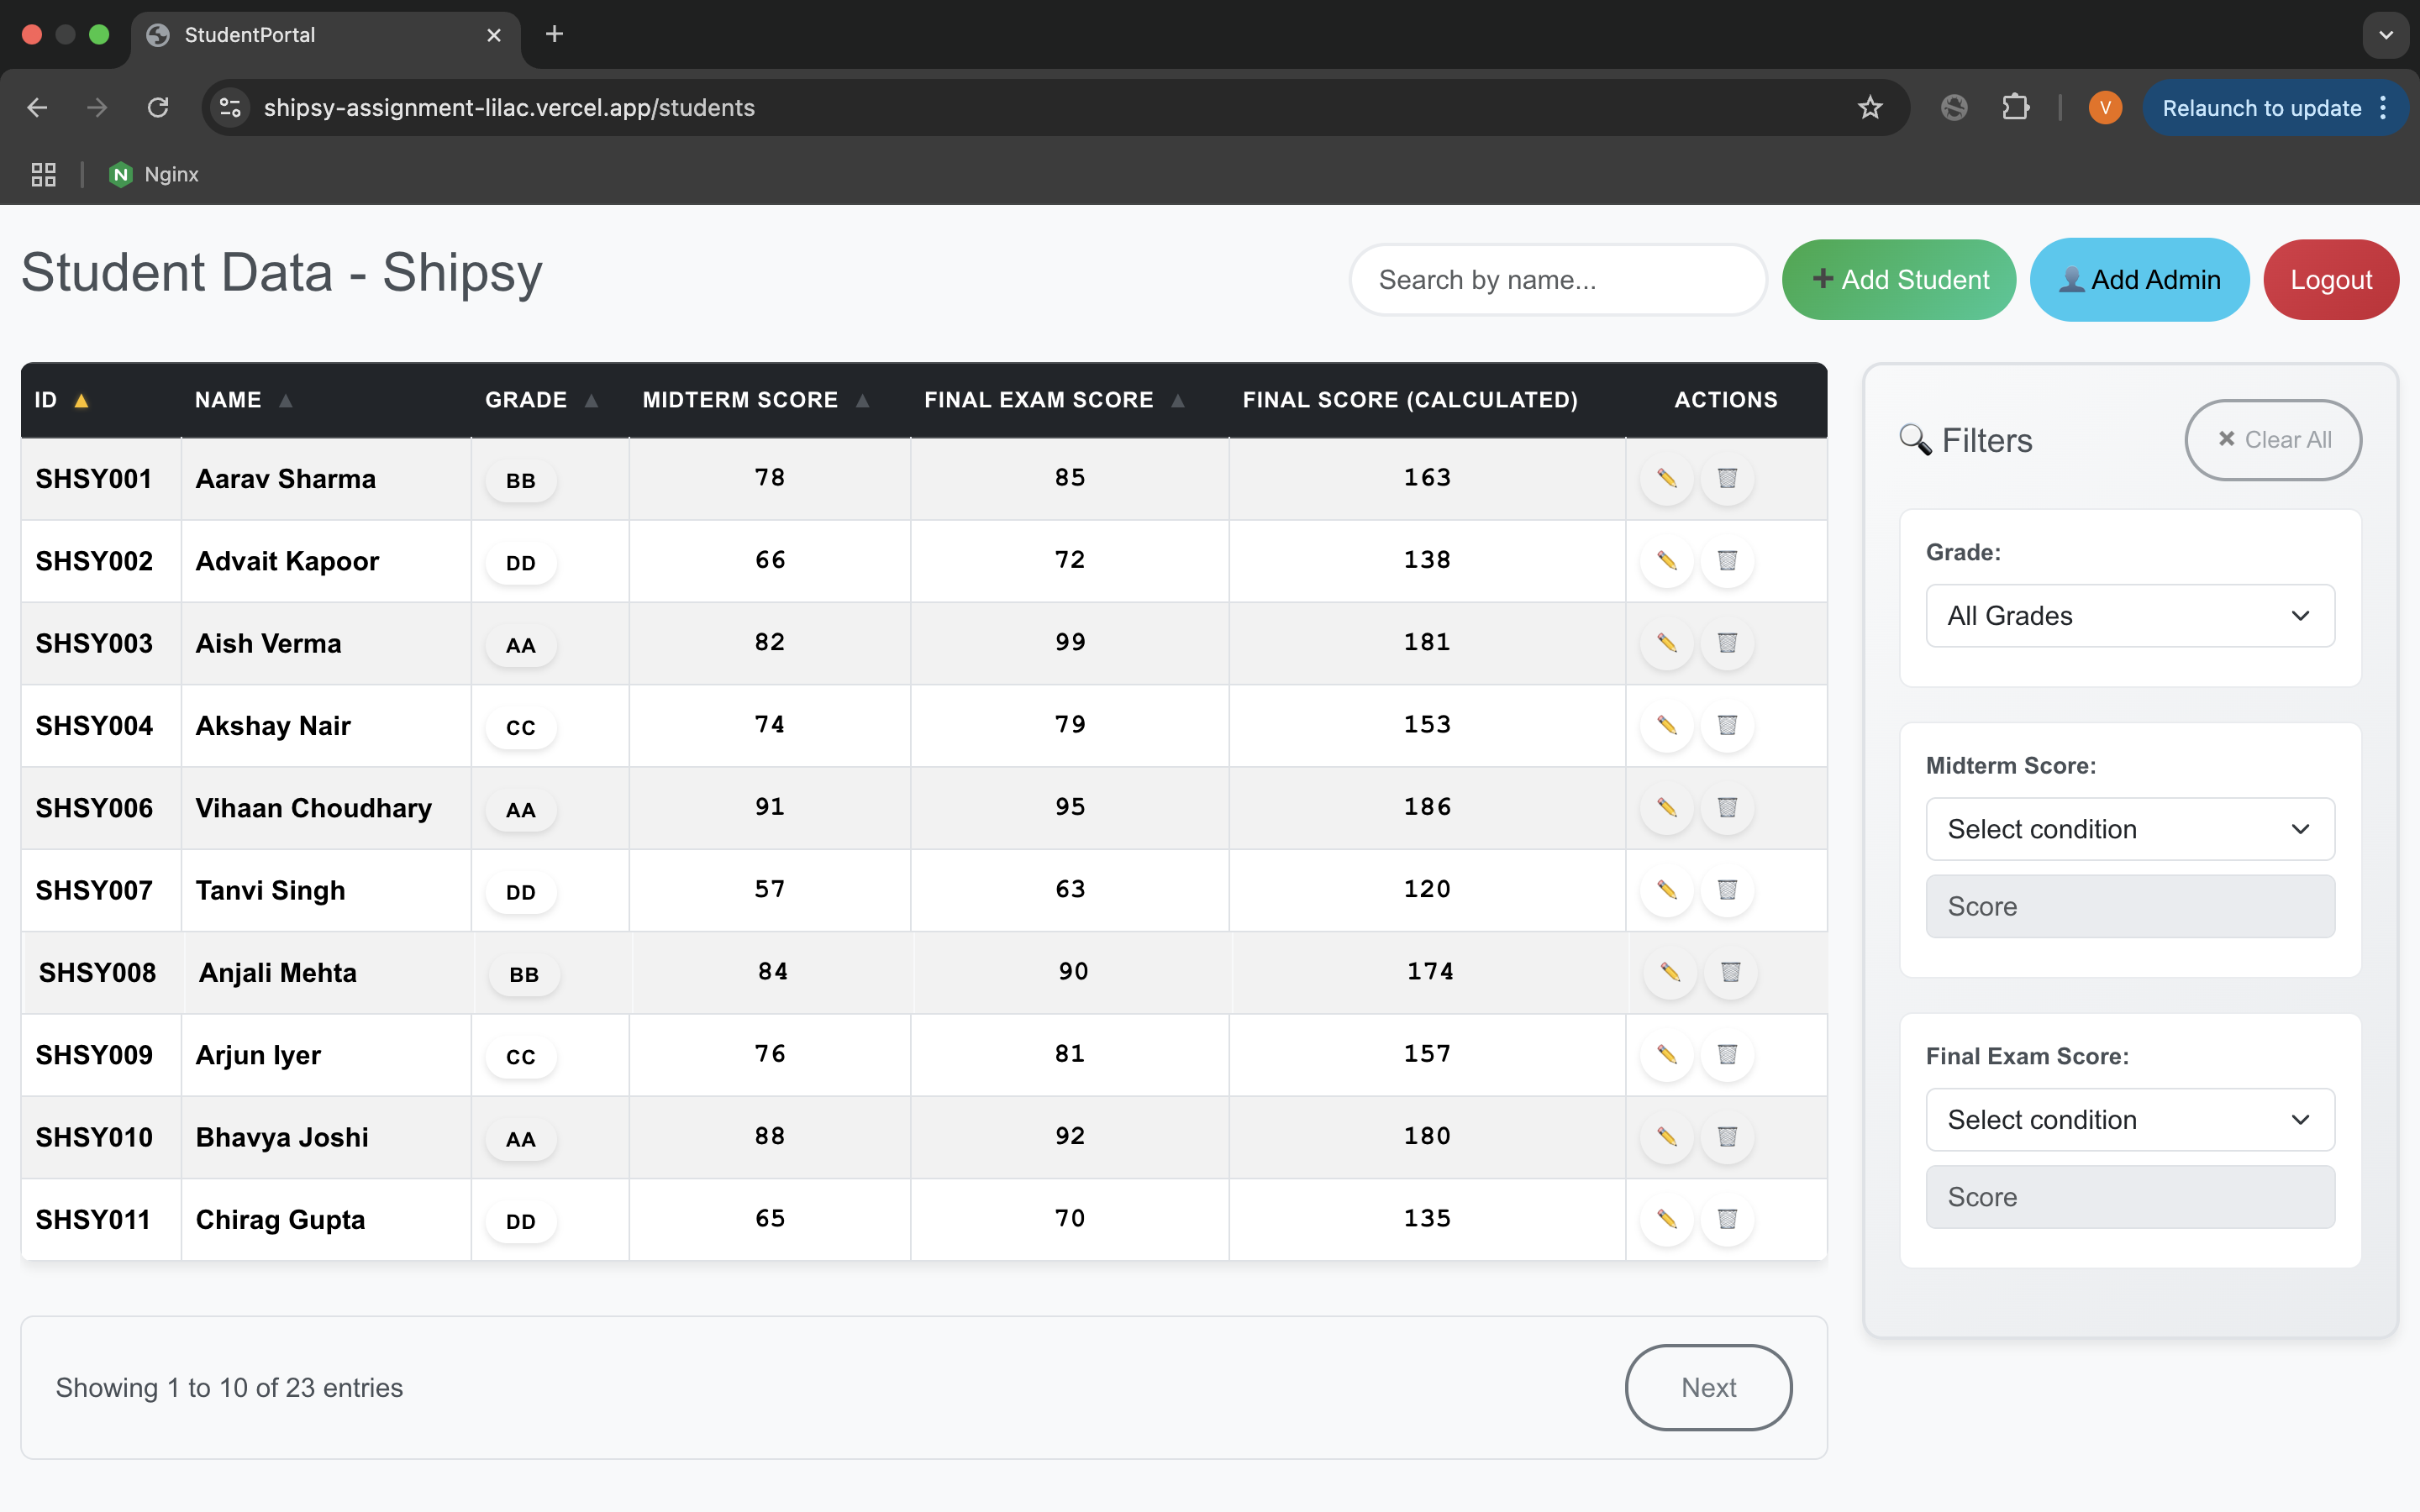 StudentPortal
shipsy-assignment-lilac.vercel.app/students
V
Relaunch to update
N Nginx
Student Data - Shipsy
Search by name...
Add Student
Add Admin
Logout
ID NAME GRADE MIDTERM SCORE FINAL EXAM SCORE FINAL SCORE (CALCULATED) ACTIONS
SHSY001 Aarav Sharma BB 78 85 163
SHSY002 Advait Kapoor DD 66 72 138
SHSY003 Aish Verma AA 82 99 181
SHSY004 Akshay Nair CC 74 79 153
SHSY006 Vihaan Choudhary AA 91 95 186
SHSY007 Tanvi Singh DD 57 63 120
SHSY008 Anjali Mehta BB 84 90 174
SHSY009 Arjun Iyer CC 76 81 157
SHSY010 Bhavya Joshi AA 88 92 180
SHSY011 Chirag Gupta DD 65 70 135
Showing 1 to 10 of 23 entries
Next
Filters
Clear All
Grade:
All Grades
Midterm Score:
Select condition
Score
Final Exam Score:
Select condition
Score